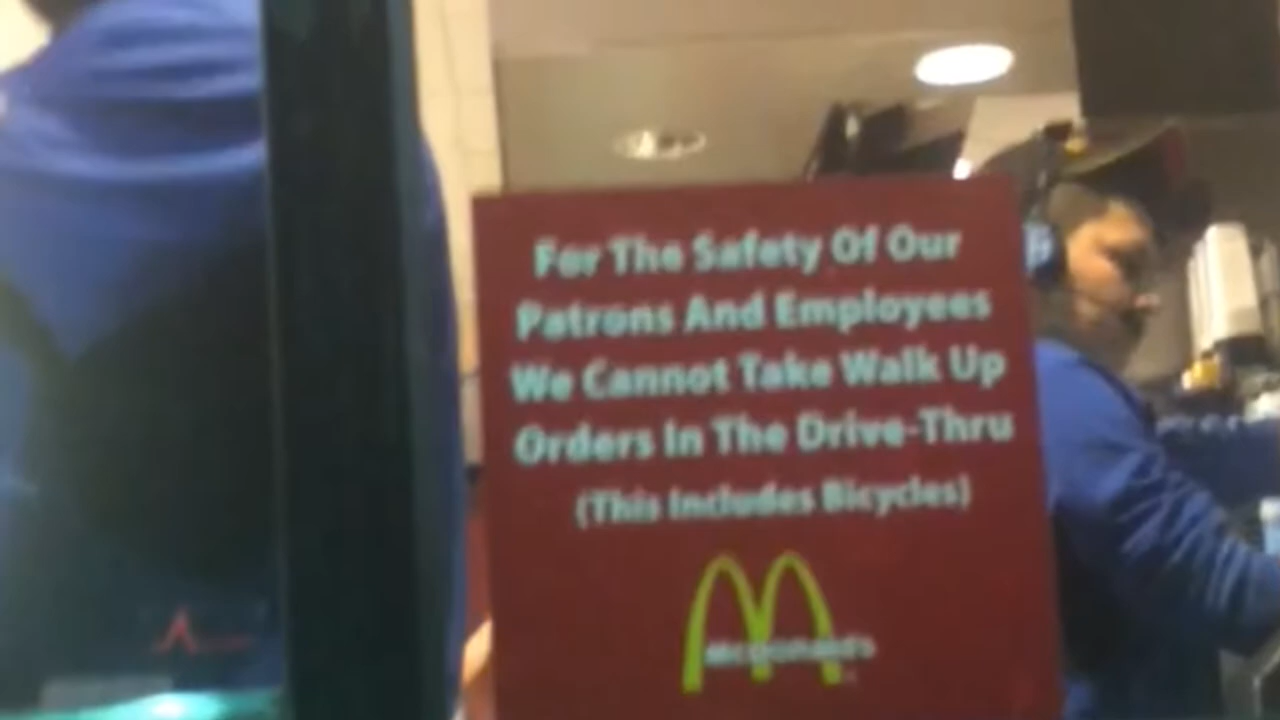 For The Safety Of Our
Patrons And Employees
We Cannot Take Walk Up
Orders In The Drive-Thru
(This Includes Bicycles)
McDonald's